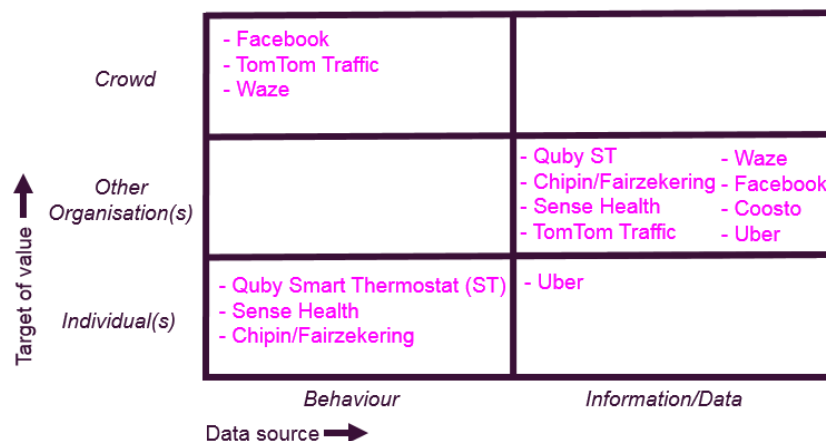 - Facebook
- TomTom Traffic
- Waze
Crowd
- Quby ST
- Chipin/Fairzekering
- Sense Health
- TomTom Traffic
- Waze
- Facebook
- Coosto
- Uber
Other
Organisation(s)
- Quby Smart Thermostat (ST)
- Sense Health
- Chipin/Fairzekering
- Uber
Individual(s)
Target of value
Behaviour
Information/Data
Data source